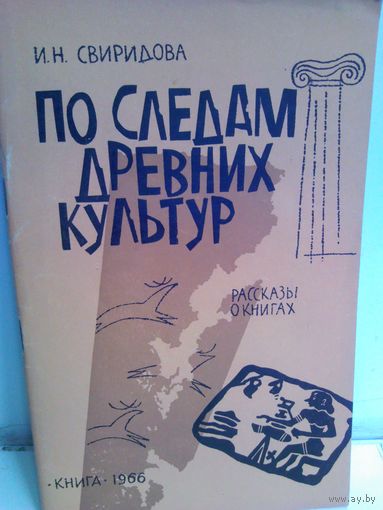 И.Н. СВИРИДОВА
ПО СЛЕДАМ
ДРЕВНИХ
КУЛЬТУР
РАССКАЗЫ
О КНИГАХ
·КНИГА· 1966
www.ay.by